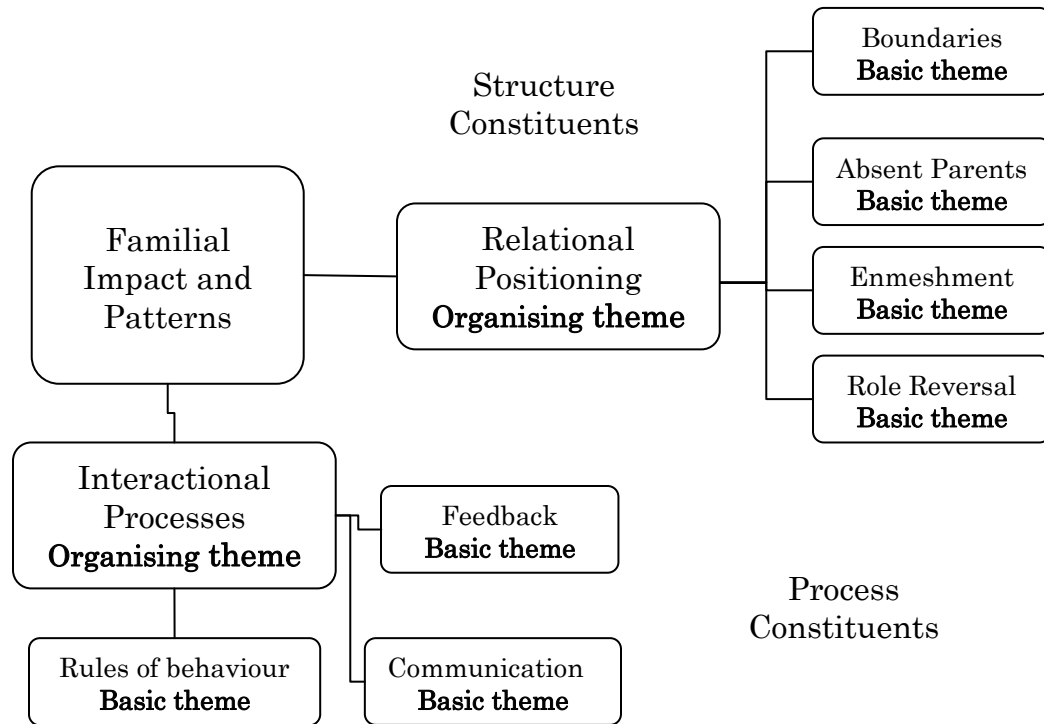 Structure
Constituents
Boundaries
Basic theme
Absent Parents
Basic theme
Familial
Impact and
Patterns
Relational
Positioning
Organising theme
Enmeshment
Basic theme
Role Reversal
Basic theme
Interactional
Processes
Organising theme
Feedback
Basic theme
Process
Constituents
Rules of behaviour
Basic theme
Communication
Basic theme